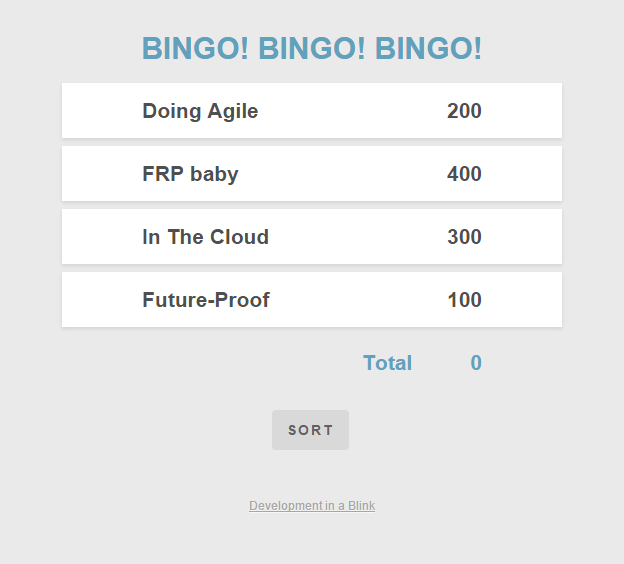 BINGO! BINGO! BINGO!
Doing Agile 200
FRP baby 400
In The Cloud 300
Future-Proof 100
Total 0
SORT
Development in a Blink